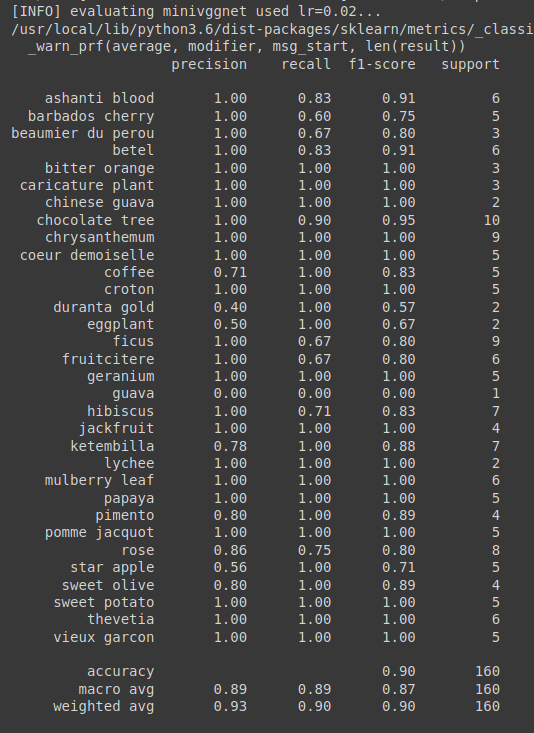 [INFO] evaluating minivggnet used lr=0.02...
/usr/local/lib/python3.6/dist-packages/sklearn/metrics/_classi
_warn_prf(average, modifier, msg_start, len(result))
precision recall f1-score support
ashanti blood 1.00 0.83 0.91 6
barbados cherry 1.00 0.60 0.75 5
beaumier du perou 1.00 0.67 0.80 3
betel 1.00 0.83 0.91 6
bitter orange 1.00 1.00 1.00 3
caricature plant 1.00 1.00 1.00 3
chinese guava 1.00 1.00 1.00 2
chocolate tree 1.00 0.90 0.95 10
chrysanthemum 1.00 1.00 1.00 9
coeur demoiselle 1.00 1.00 1.00 5
coffee 0.71 1.00 0.83 5
croton 1.00 1.00 1.00 5
duranta gold 0.40 1.00 0.57 2
eggplant 0.50 1.00 0.67 2
ficus 1.00 0.67 0.80 9
fruitcitere 1.00 0.67 0.80 6
geranium 1.00 1.00 1.00 5
guava 0.00 0.00 0.00 1
hibiscus 1.00 0.71 0.83 7
jackfruit 1.00 1.00 1.00 4
ketembilla 0.78 1.00 0.88 7
lychee 1.00 1.00 1.00 2
mulberry leaf 1.00 1.00 1.00 6
papaya 1.00 1.00 1.00 5
pimento 0.80 1.00 0.89 4
pomme jacquot 1.00 1.00 1.00 5
rose 0.86 0.75 0.80 8
star apple 0.56 1.00 0.71 5
sweet olive 0.80 1.00 0.89 4
sweet potato 1.00 1.00 1.00 5
thevetia 1.00 1.00 1.00 6
vieux garcon 1.00 1.00 1.00 5
accuracy 0.90 160
macro avg 0.89 0.89 0.87 160
weighted avg 0.93 0.90 0.90 160